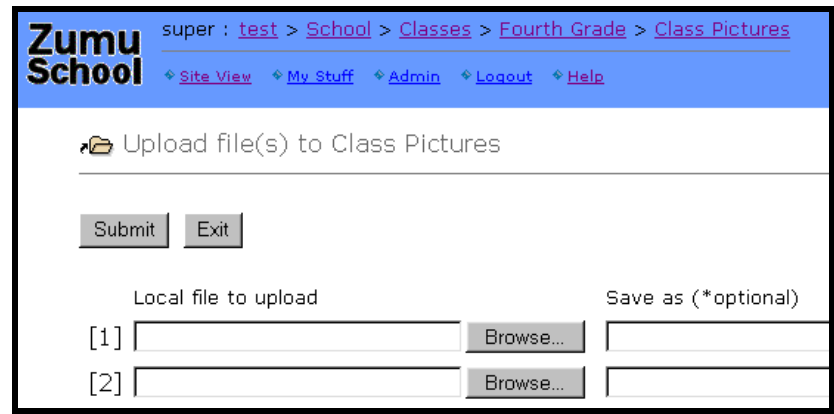 Zumu School
super : test > School > Classes > Fourth Grade > Class Pictures
Site View My Stuff Admin Logout Help
Upload file(s) to Class Pictures
Submit Exit
Local file to upload Save as (*optional)
[1] Browse...
[2] Browse...